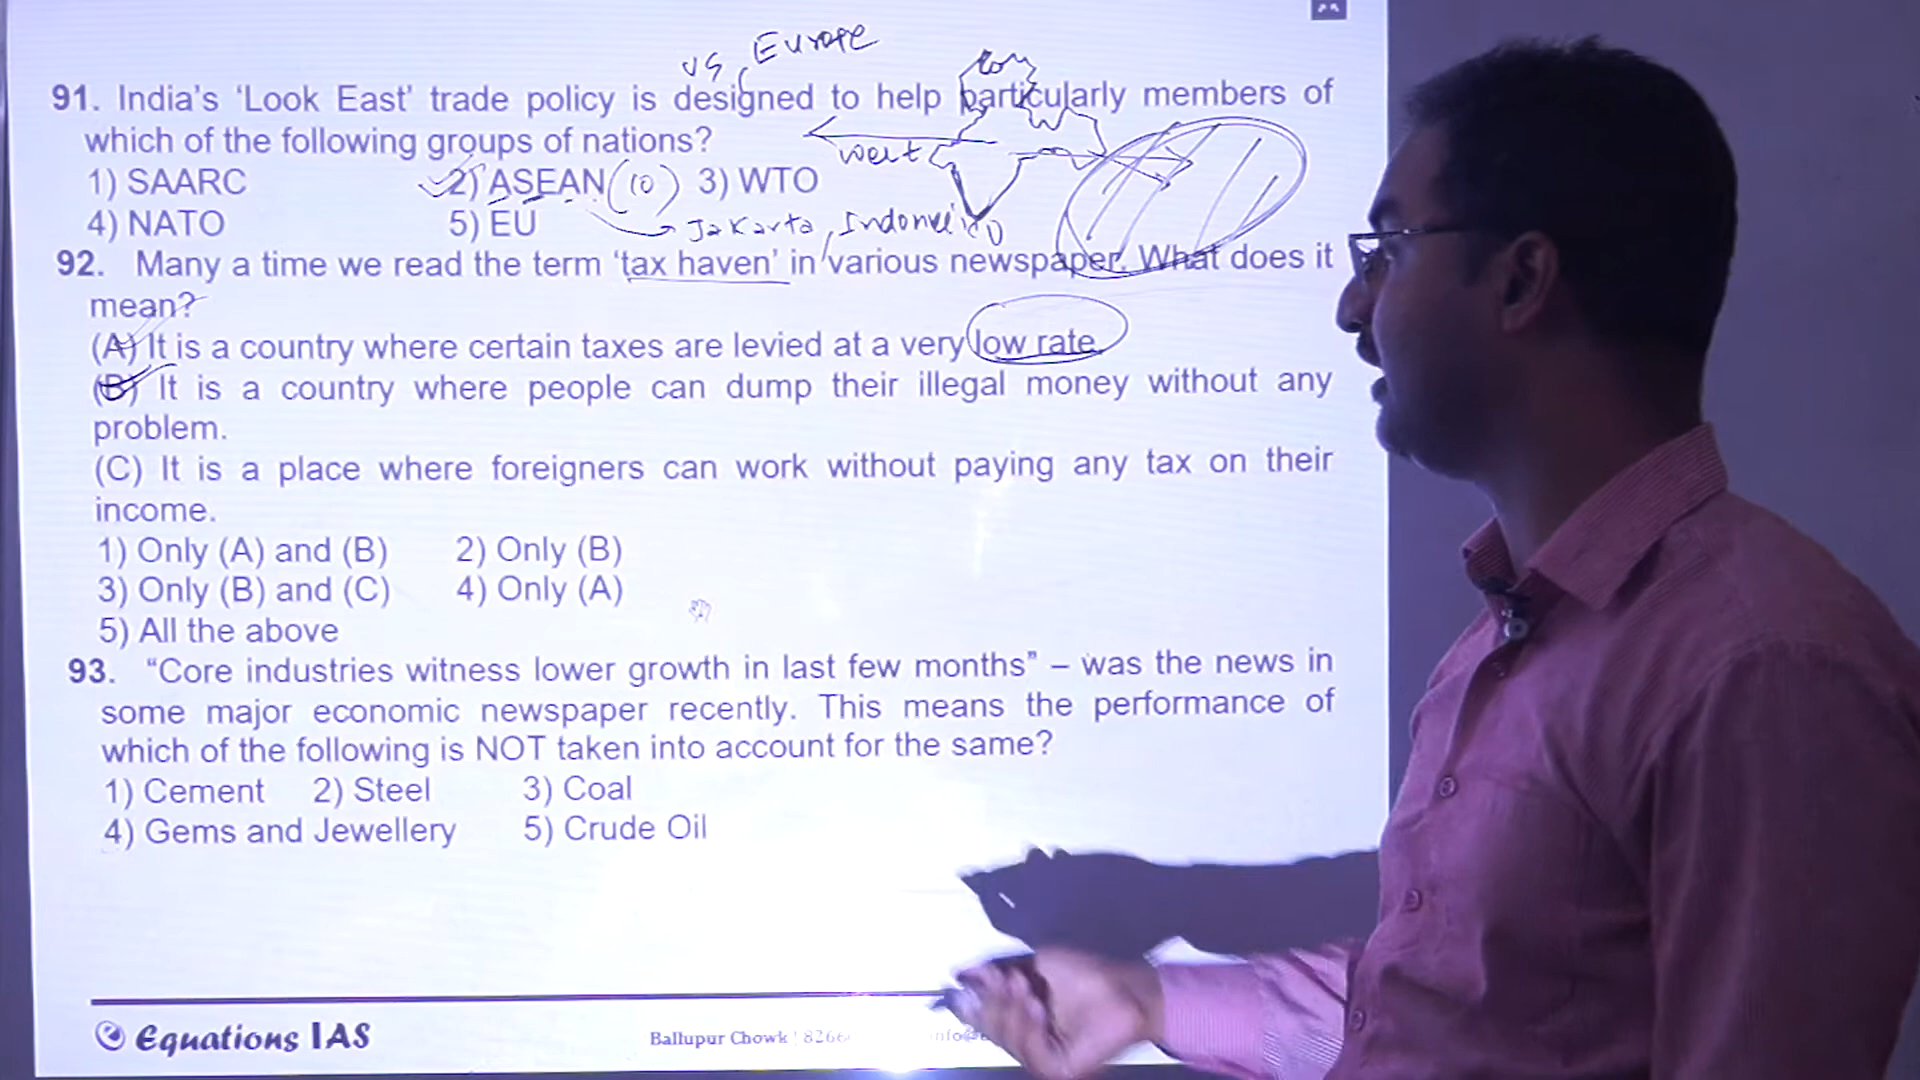 US, Europe
91. India's 'Look East' trade policy is designed to help particularly members of
which of the following groups of nations?
west
1) SAARC 2) ASEAN (10) 3) WTO
4) NATO 5) EU Jakarta, Indonesia
92. Many a time we read the term 'tax haven' in various newspaper. What does it
mean?
(A) It is a country where certain taxes are levied at a very low rate.
(B) It is a country where people can dump their illegal money without any
problem.
(C) It is a place where foreigners can work without paying any tax on their
income.
1) Only (A) and (B) 2) Only (B)
3) Only (B) and (C) 4) Only (A)
5) All the above
93. “Core industries witness lower growth in last few months” – was the news in
some major economic newspaper recently. This means the performance of
which of the following is NOT taken into account for the same?
1) Cement 2) Steel 3) Coal
4) Gems and Jewellery 5) Crude Oil
Equations IAS Ballupur Chowk